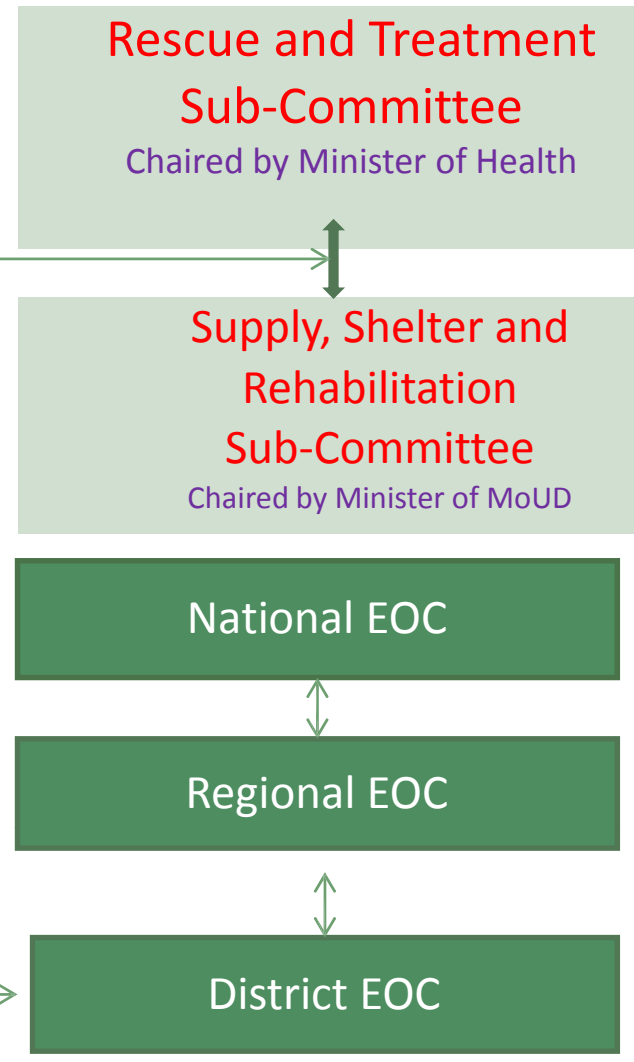 Rescue and Treatment
Sub-Committee
Chaired by Minister of Health
Supply, Shelter and
Rehabilitation
Sub-Committee
Chaired by Minister of MoUD
National EOC
Regional EOC
District EOC